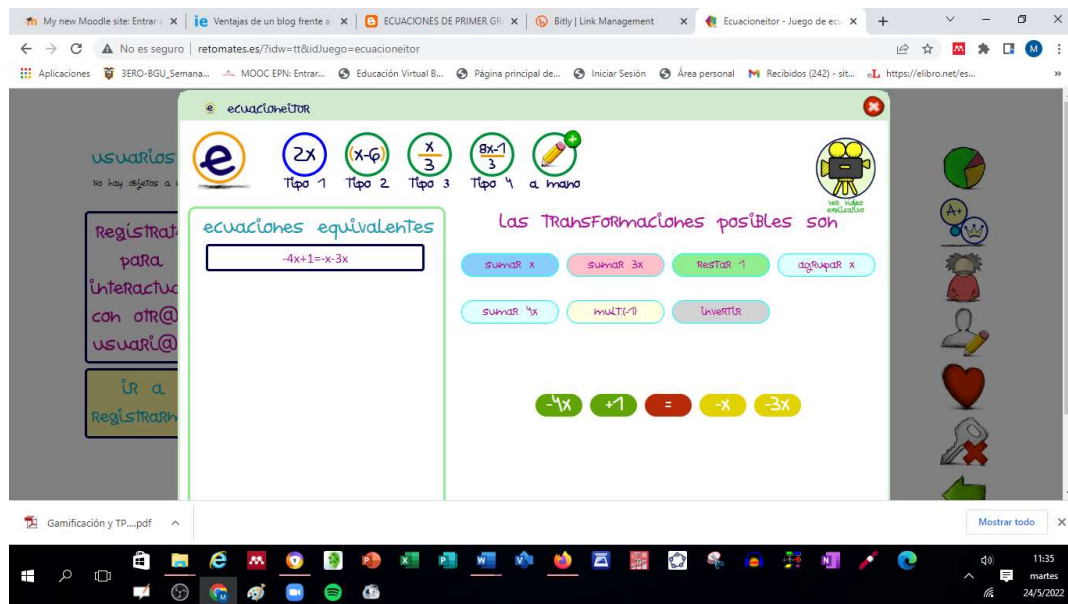 My new Moodle site: Entrar e
Ventajas de un blog frente a
ECUACIONES DE PRIMER GR
Bitly | Link Management
Ecuacioneitor - Juego de ecu
No es seguro | retomates.es/?idw=tt&idJuego=ecuacioneitor
Aplicaciones
3ERO-BGU_Semana...
MOOC EPN: Entrar...
Educación Virtual B...
Página principal de...
Iniciar Sesión
Área personal
Recibidos (242) - sit...
https://elibro.net/es...
e ecuacioneitor
usuarios
No hay objetos a
Regístrat
para
interactuc
con otr@
usuari@
ir a
Registrarm
e
2x
(x-6)
x
3
8x-1
3
Tipo 1
Tipo 2
Tipo 3
Tipo 4
a mano
ver video
explicativo
ecuaciones equivalentes
-4x+1=-x-3x
Las transformaciones posibles son
sumar x
sumar 3x
Restar 1
agrupar x
sumar 4x
mult.(-1)
invertir
-4x +1 = -x -3x
A+
Gamificación y TP....pdf
Mostrar todo
11:35
martes
24/5/2022